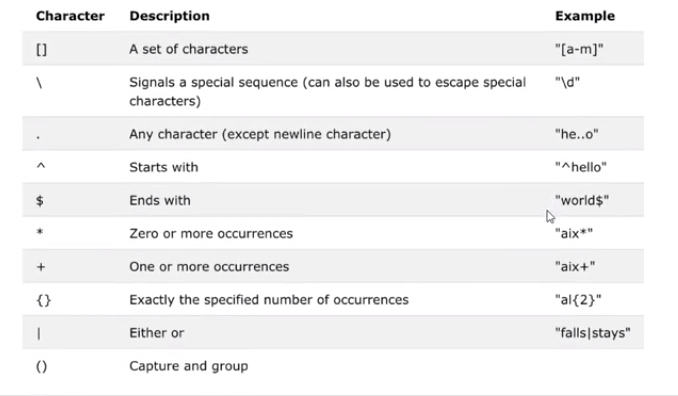 Character Description Example
[] A set of characters "[a-m]"
\ Signals a special sequence (can also be used to escape special "\d"
characters)
. Any character (except newline character) "he..o"
^ Starts with "^hello"
$ Ends with "world$"
* Zero or more occurrences "aix*"
+ One or more occurrences "aix+"
{} Exactly the specified number of occurrences "al{2}"
| Either or "falls|stays"
() Capture and group